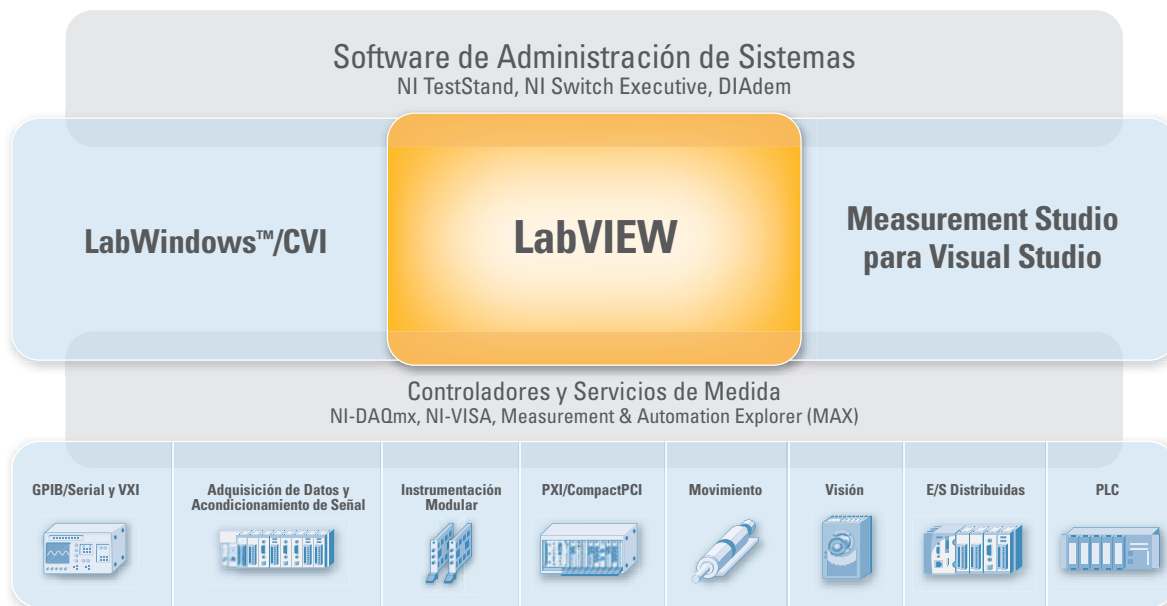 Software de Administración de Sistemas
NI TestStand, NI Switch Executive, DIAdem
LabWindows™/CVI
LabVIEW
Measurement Studio
para Visual Studio
Controladores y Servicios de Medida
NI-DAQmx, NI-VISA, Measurement & Automation Explorer (MAX)
GPIB/Serial y VXI
Adquisición de Datos y
Acondicionamiento de Señal
Instrumentación
Modular
PXI/CompactPCI
Movimiento
Visión
E/S Distribuidas
PLC